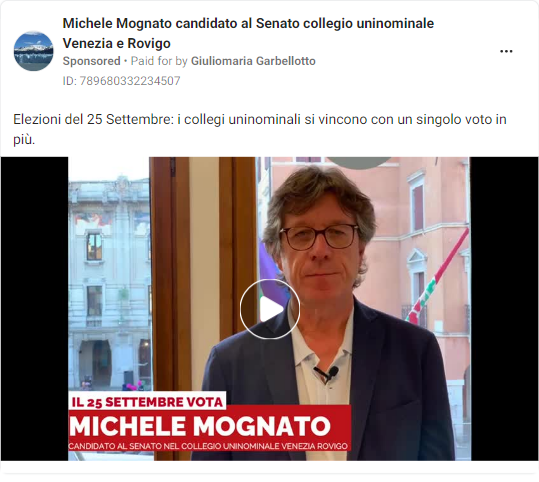 Michele Mognato candidato al Senato collegio uninominale
Venezia e Rovigo
Sponsored • Paid for by Giuliomaria Garbellotto
ID: 789680332234507
Elezioni del 25 Settembre: i collegi uninominali si vincono con un singolo voto in
più.
IL 25 SETTEMBRE VOTA
MICHELE MOGNATO
CANDIDATO AL SENATO NEL COLLEGIO UNINOMINALE VENEZIA ROVIGO